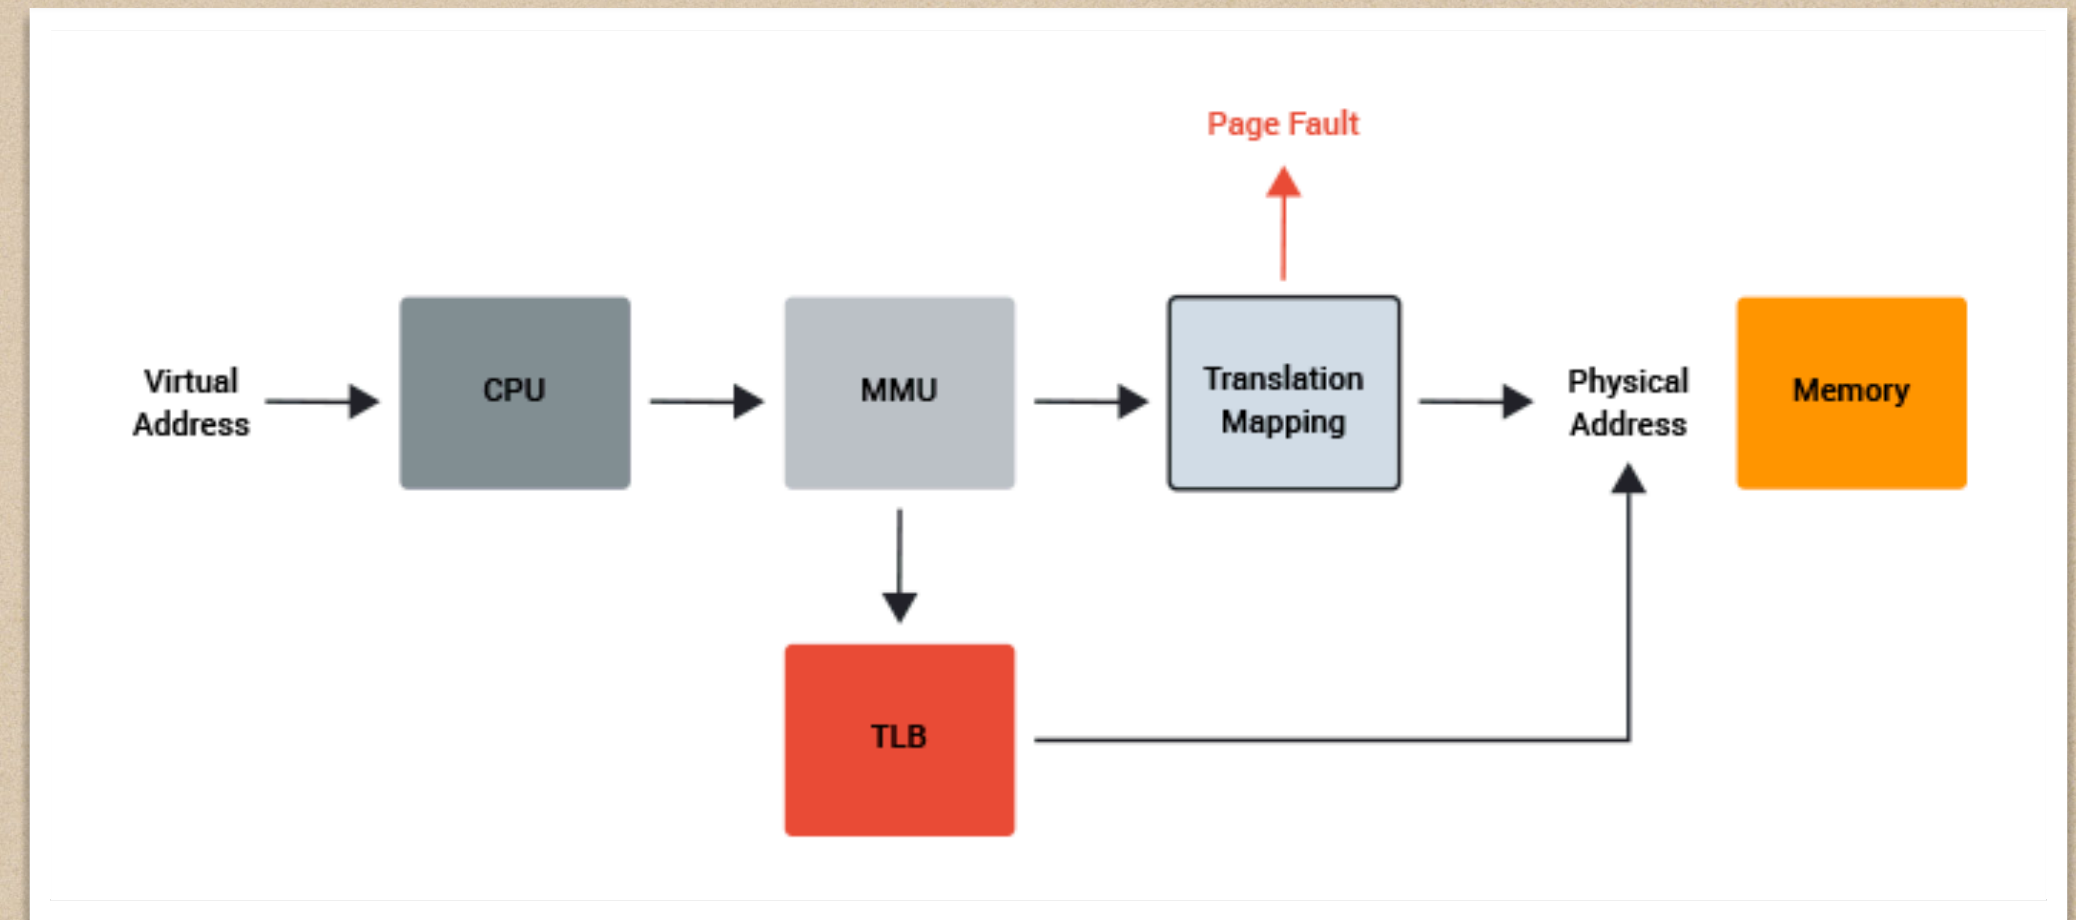 Page Fault
Virtual
Address
CPU
MMU
Translation
Mapping
Physical
Address
Memory
TLB